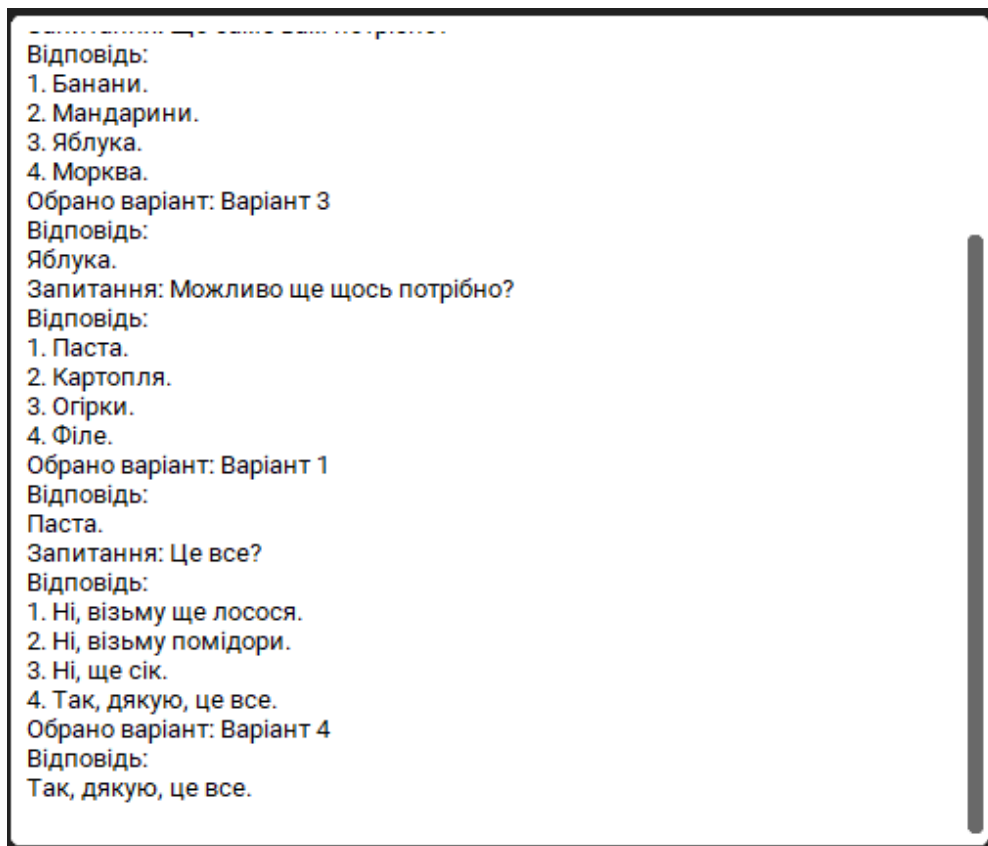 Відповідь:
1. Банани.
2. Мандарини.
3. Яблука.
4. Морква.
Обрано варіант: Варіант 3
Відповідь:
Яблука.
Запитання: Можливо ще щось потрібно?
Відповідь:
1. Паста.
2. Картопля.
3. Огірки.
4. Філе.
Обрано варіант: Варіант 1
Відповідь:
Паста.
Запитання: Це все?
Відповідь:
1. Ні, візьму ще лосося.
2. Ні, візьму помідори.
3. Ні, ще сік.
4. Так, дякую, це все.
Обрано варіант: Варіант 4
Відповідь:
Так, дякую, це все.